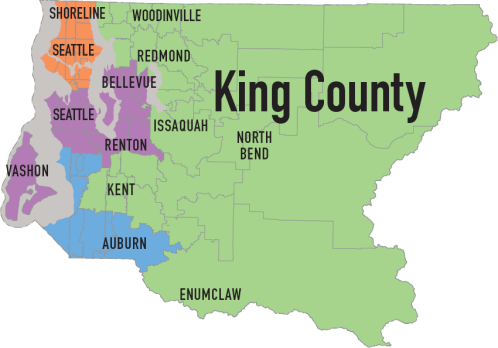 SHORELINE
WOODINVILLE
SEATTLE
REDMOND
BELLEVUE
King County
SEATTLE
ISSAQUAH
NORTH
BEND
RENTON
VASHON
KENT
AUBURN
ENUMCLAW